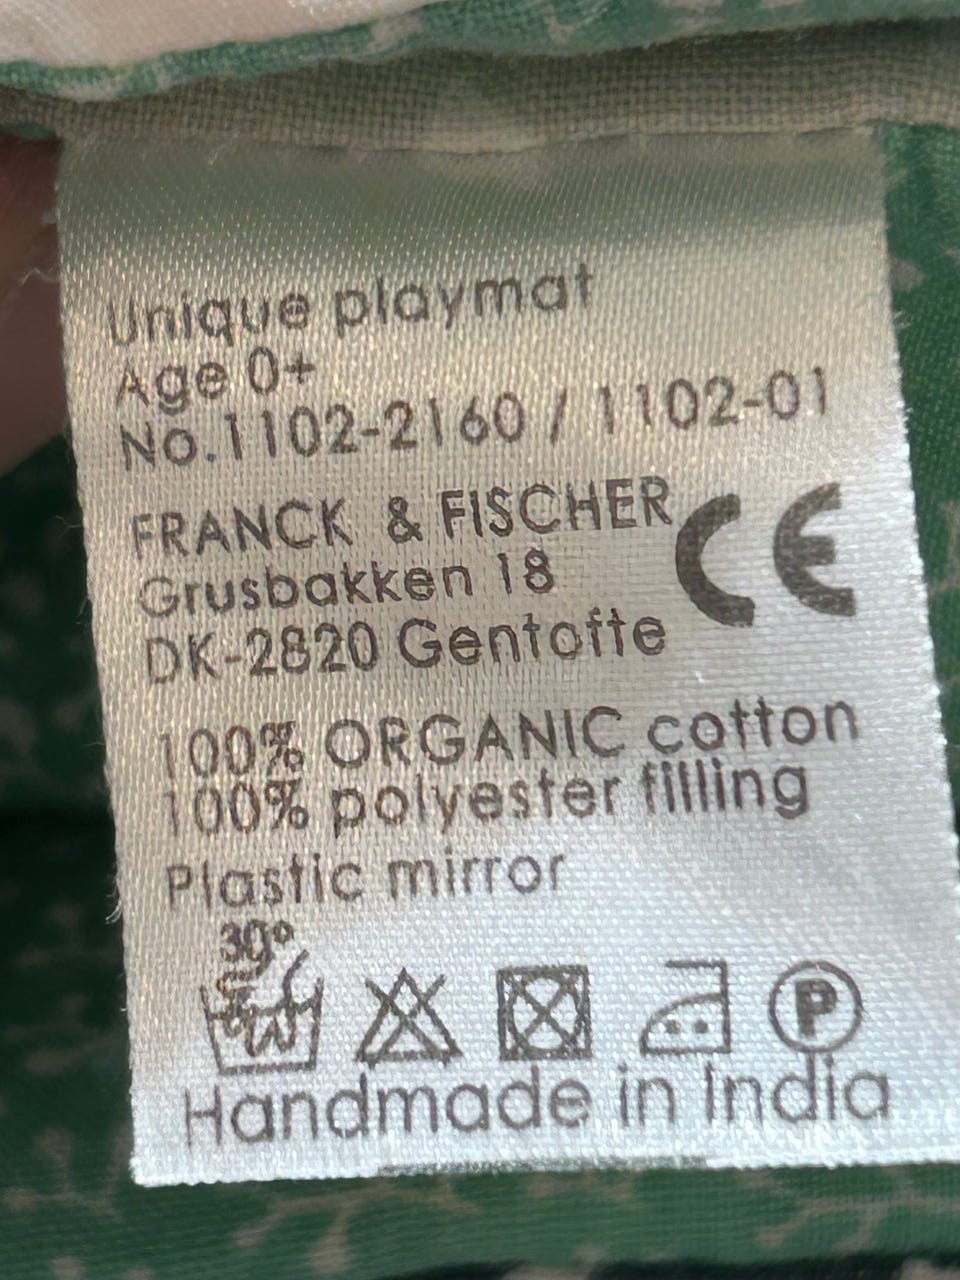 Unique playmat
Age 0+
No.1102-2160 / 1102-01
FRANCK & FISCHER
CE
Grusbakken 18
DK-2820 Gentofte
100% ORGANIC cotton
100% polyester filling
Plastic mirror
30°
P
Handmade in India